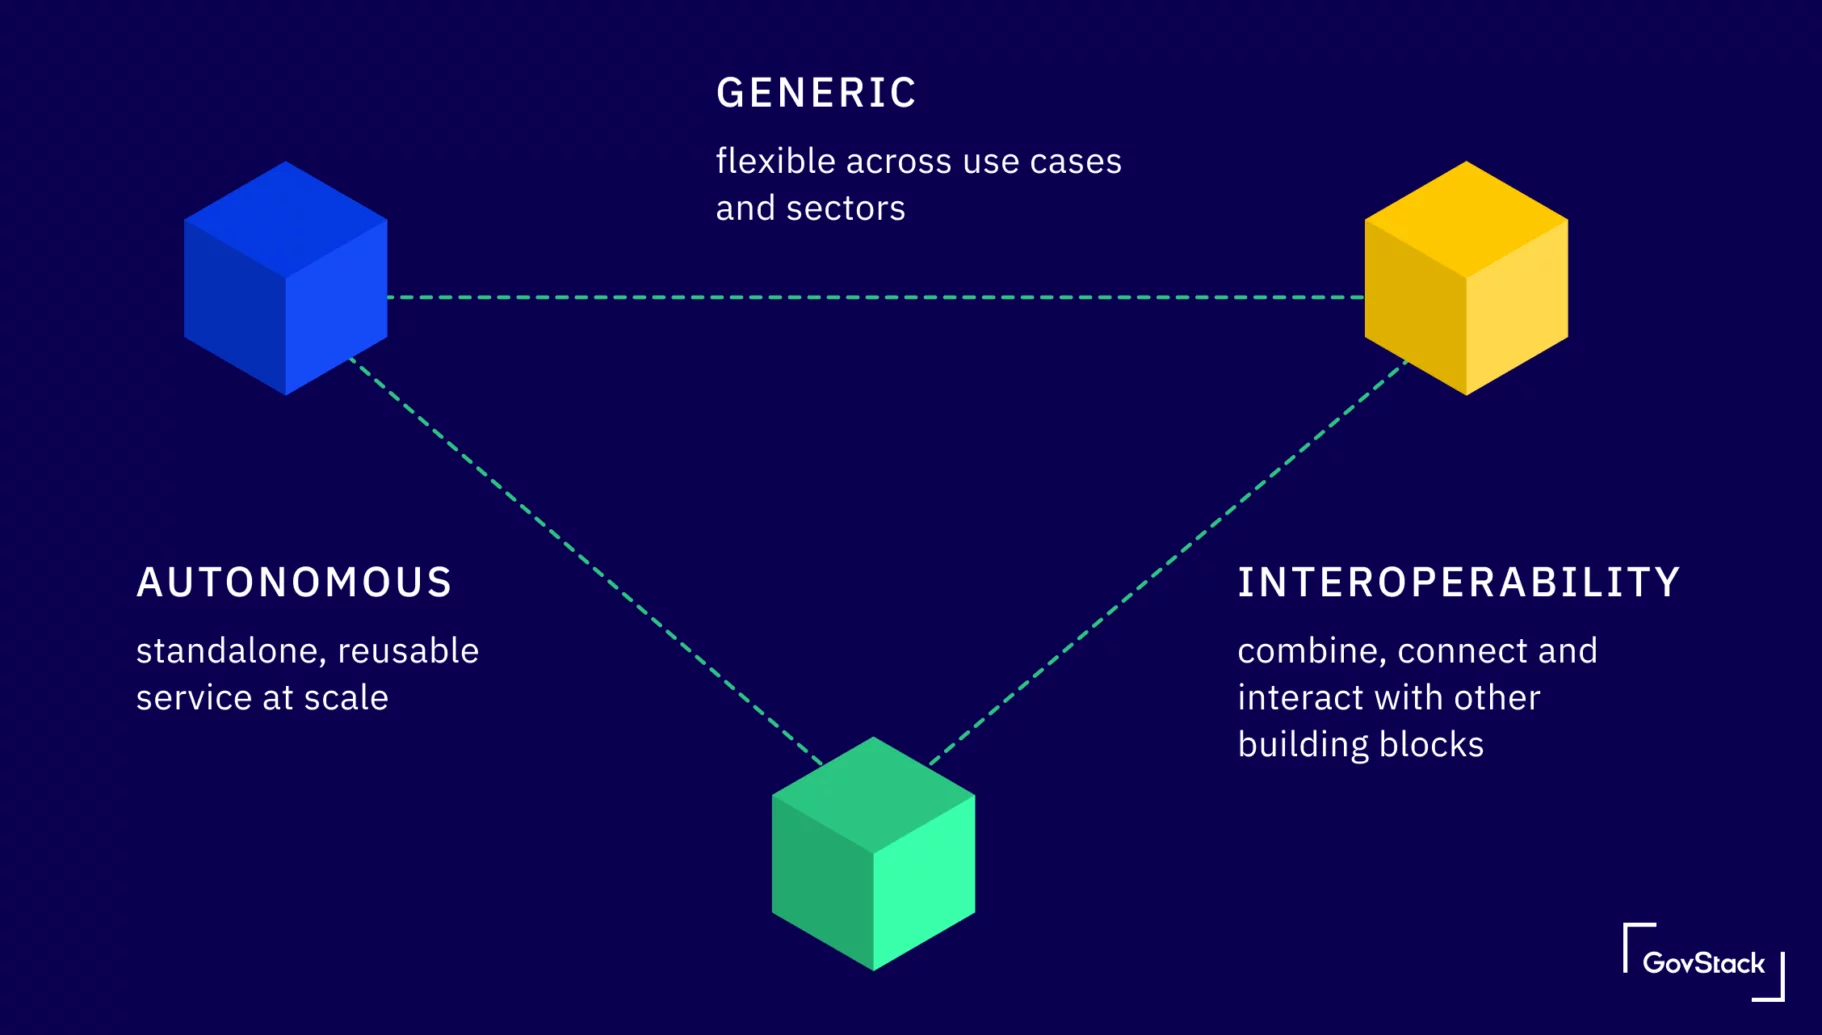 GENERIC
flexible across use cases
and sectors
AUTONOMOUS
standalone, reusable
service at scale
INTEROPERABILITY
combine, connect and
interact with other
building blocks
GovStack